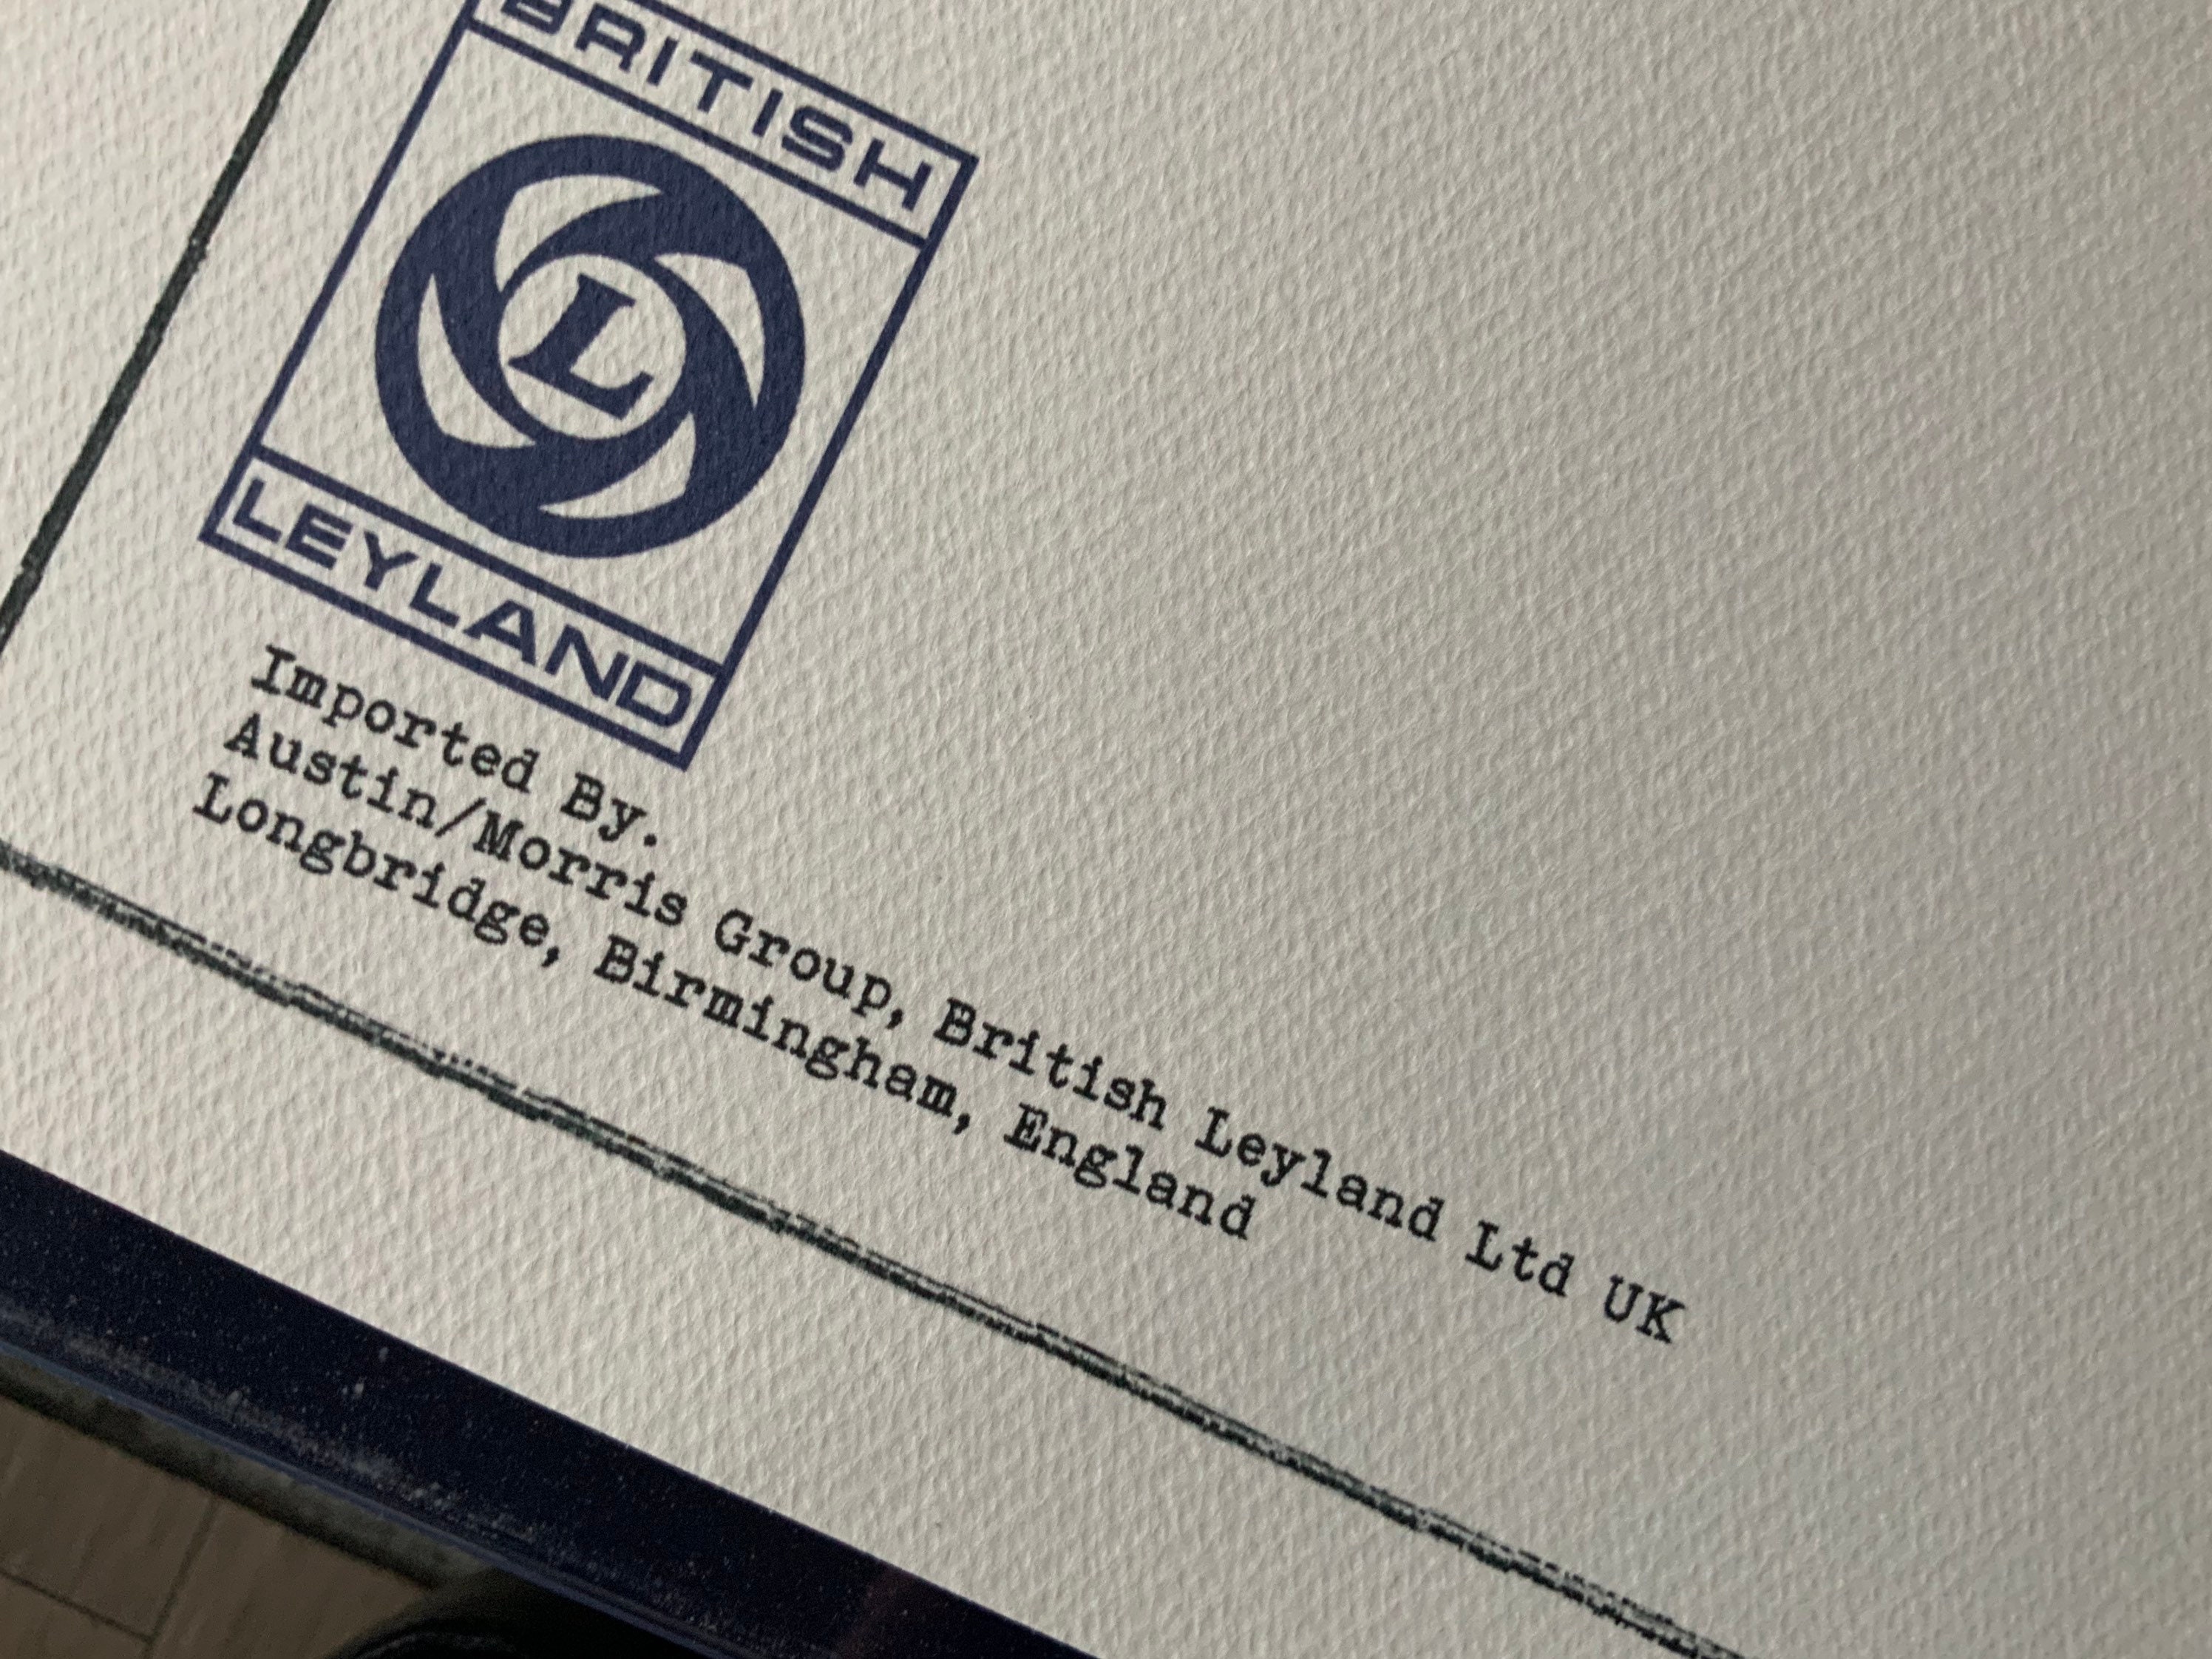 BRITISH
L
LEYLAND
Imported By.
Austin/Morris Group, British Leyland Ltd UK
Longbridge, Birmingham, England